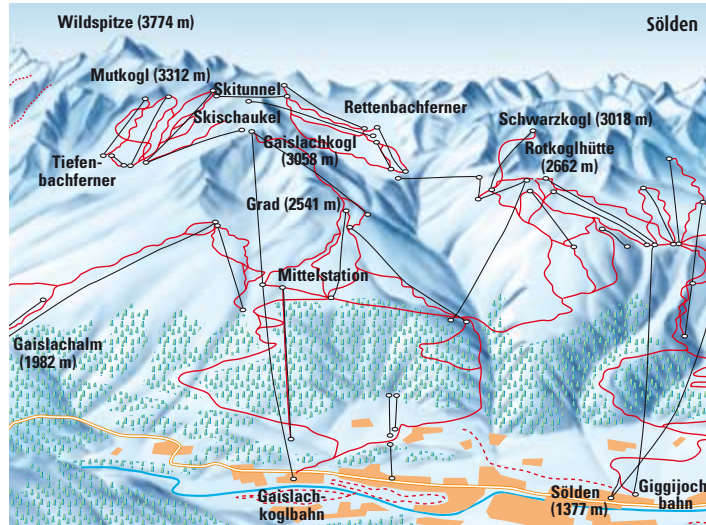 Wildspitze (3774 m)
Sölden
Mutkogl (3312 m)
Skitunnel
Rettenbachferner
Skischaukel
Schwarzkogl (3018 m)
Gaislachkogl
(3058 m)
Rotkoglhütte
(2662 m)
Tiefen-
bachferner
Grad (2541 m)
Mittelstation
Gaislachalm
(1982 m)
Gaislach-
koglbahn
Sölden
(1377 m)
Giggijoch
bahn